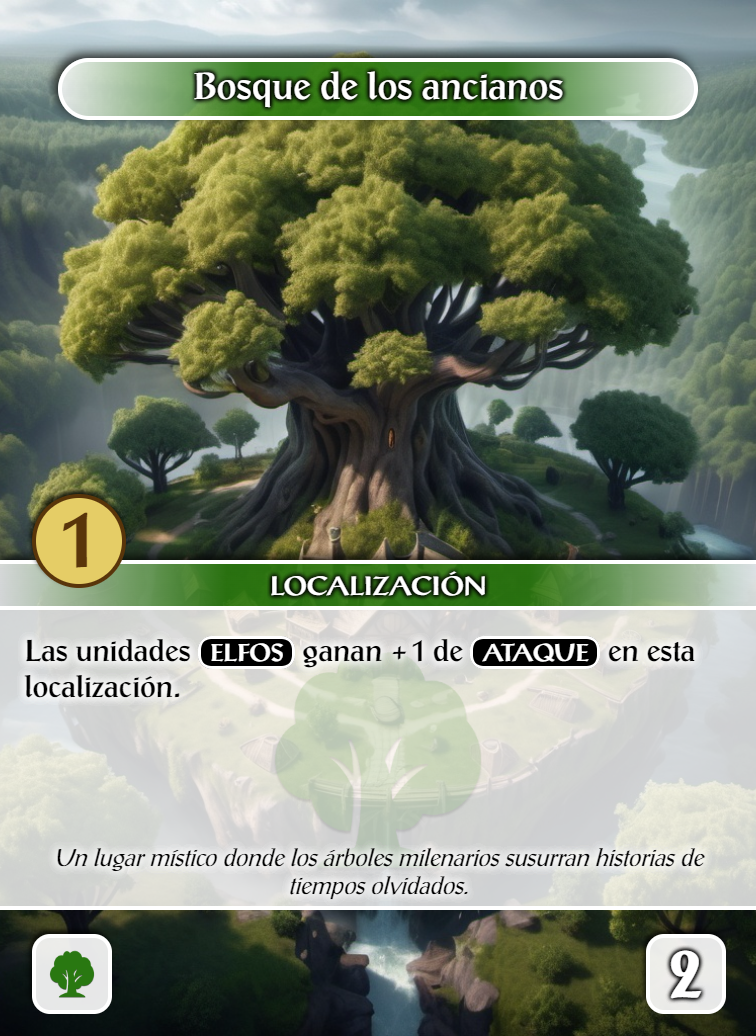 Bosque de los ancianos
1
LOCALIZACIÓN
Las unidades ELFOS ganan +1 de ATAQUE en esta
localización.
Un lugar místico donde los árboles milenarios susurran historias de
tiempos olvidados.
2